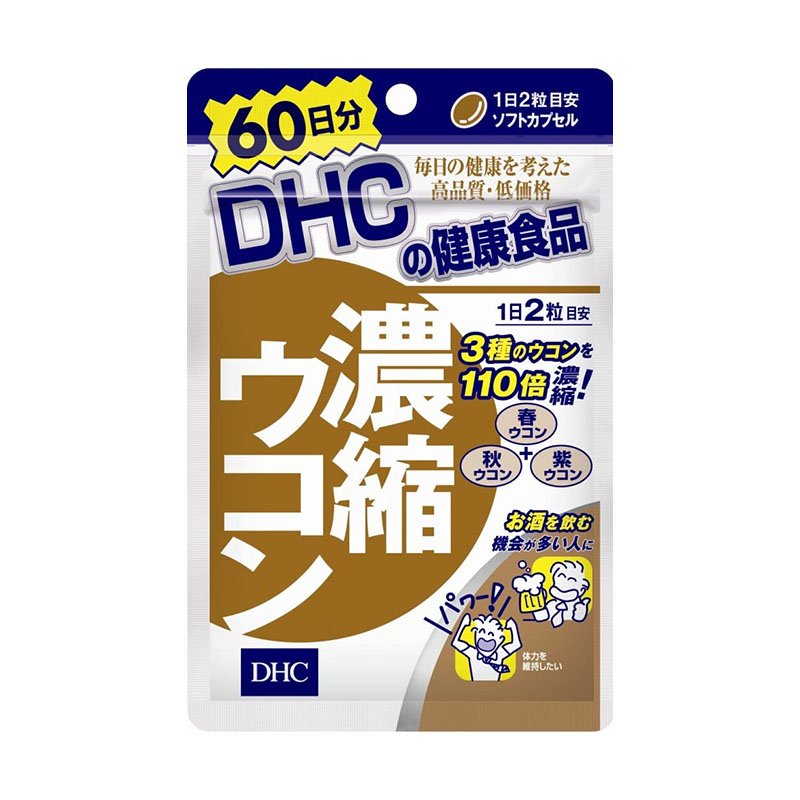 60日分
1日2粒目安
ソフトカプセル
毎日の健康を考えた
高品質・低価格
DHC
の健康食品
1日2粒目安
濃縮
ウコン
3種のウコンを
110倍濃縮!
春
ウコン
+
秋
ウコン
紫
ウコン
お酒を飲む
機会が多い人に
パワー!
体力を
維持したい
DHC